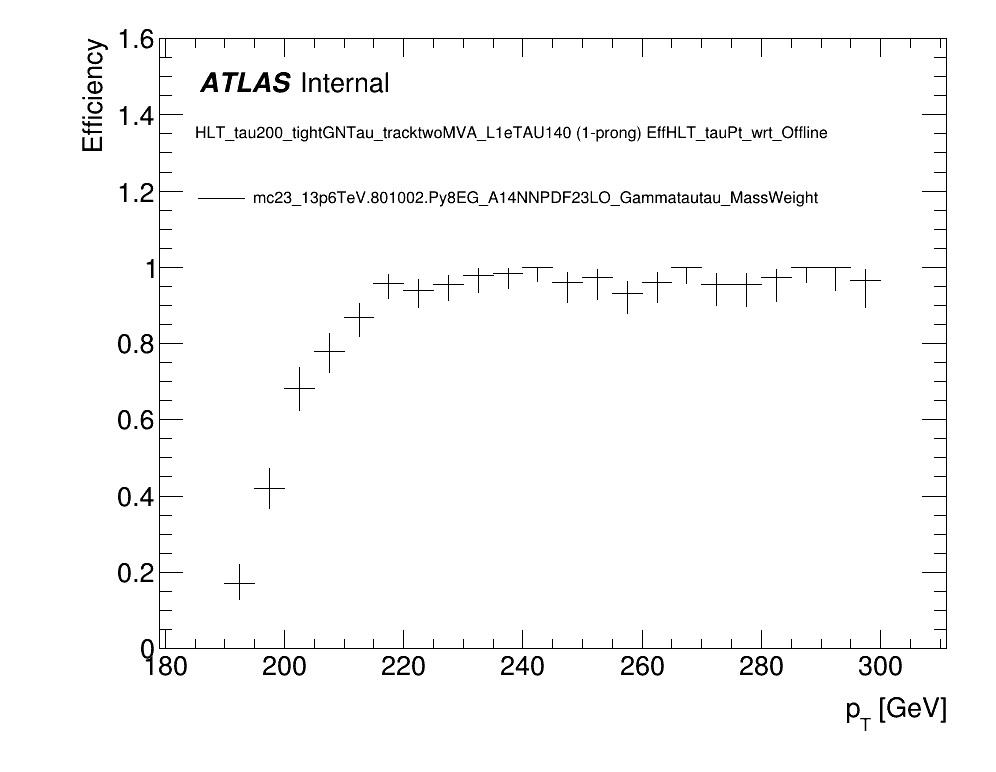 1.6
Efficiency
ATLAS Internal
1.4
HLT_tau200_tightGNTau_tracktwoMVA_L1eTAU140 (1-prong) EffHLT_tauPt_wrt_Offline
1.2
mc23_13p6TeV.801002.Py8EG_A14NNPDF23LO_Gammatautau_MassWeight
1
0.8
0.6
0.4
0.2
0
180 200 220 240 260 280 300
pT [GeV]